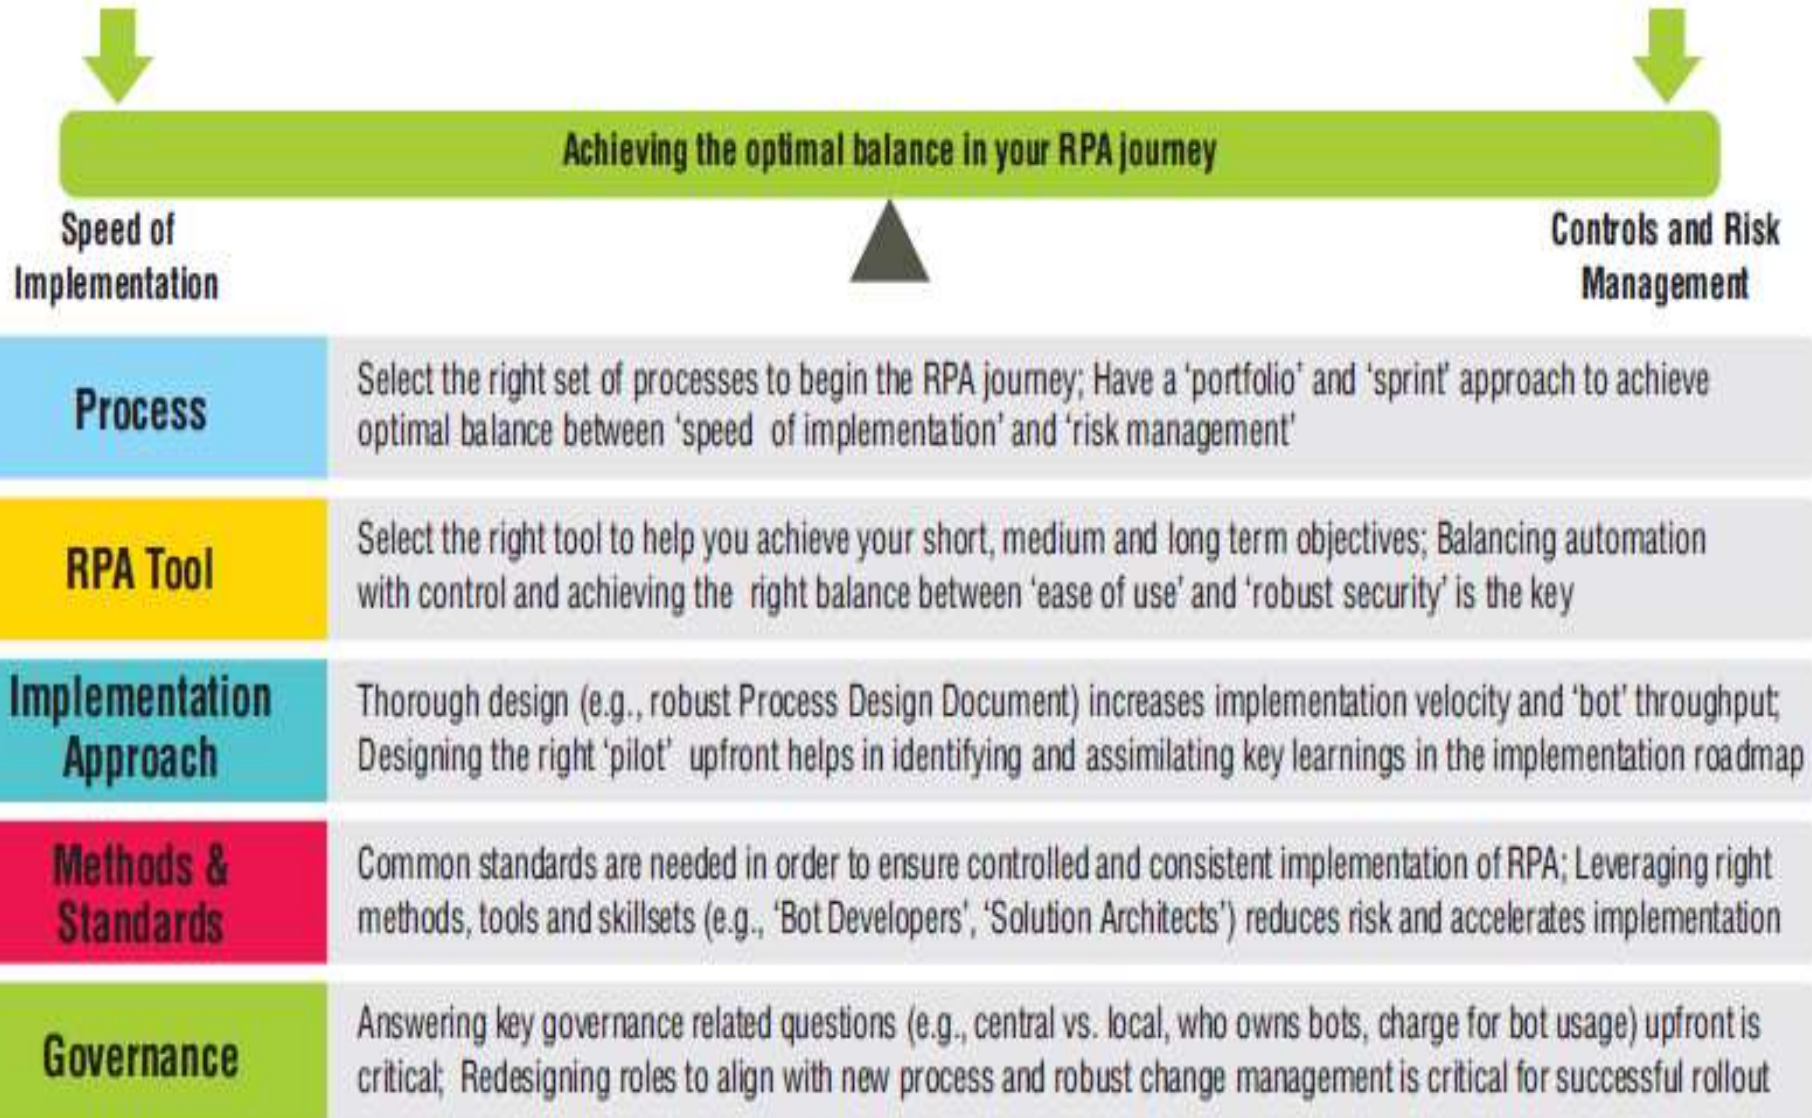 Achieving the optimal balance in your RPA journey
Speed of
Implementation
Controls and Risk
Management
Process
Select the right set of processes to begin the RPA journey; Have a ‘portfolio’ and ‘sprint’ approach to achieve
optimal balance between ‘speed of implementation’ and ‘risk management’
RPA Tool
Select the right tool to help you achieve your short, medium and long term objectives; Balancing automation
with control and achieving the right balance between ‘ease of use’ and ‘robust security’ is the key
Implementation
Approach
Thorough design (e.g., robust Process Design Document) increases implementation velocity and ‘bot’ throughput;
Designing the right ‘pilot’ upfront helps in identifying and assimilating key learnings in the implementation roadmap
Methods &
Standards
Common standards are needed in order to ensure controlled and consistent implementation of RPA; Leveraging right
methods, tools and skillsets (e.g., ‘Bot Developers’, ‘Solution Architects’) reduces risk and accelerates implementation
Governance
Answering key governance related questions (e.g., central vs. local, who owns bots, charge for bot usage) upfront is
critical; Redesigning roles to align with new process and robust change management is critical for successful rollout